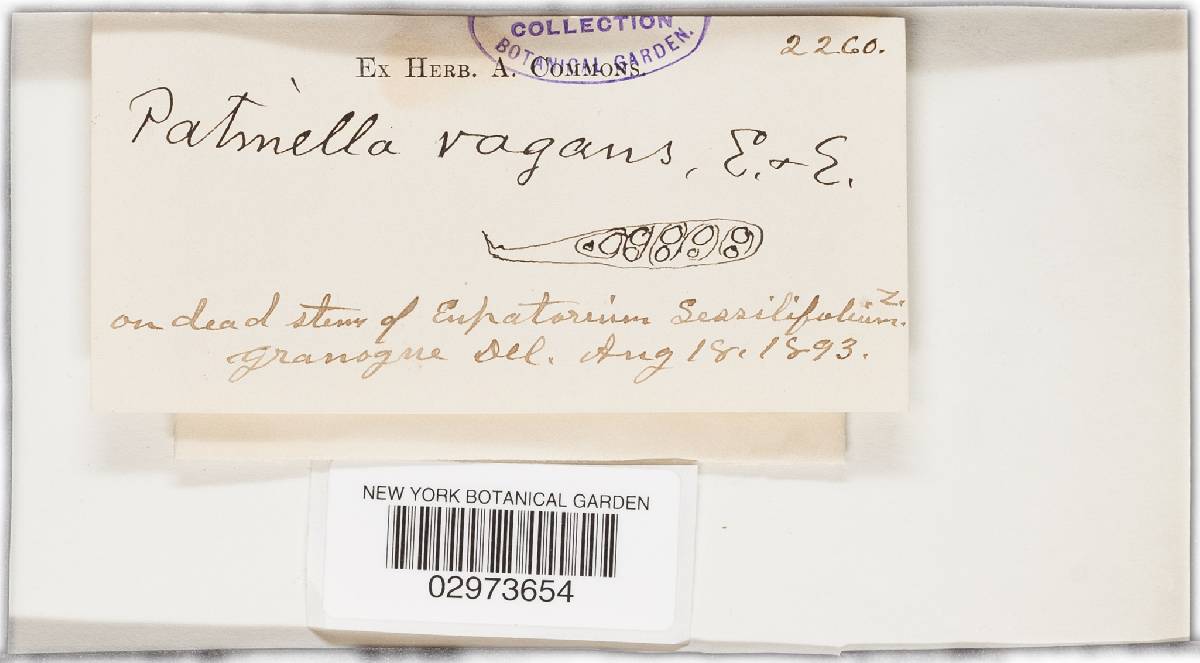 COLLECTION
BOTANICAL GARDEN.
2260.
EX HERB. A. COMMONS.
Patinella vagans, E. & E.
on dead stems of Eupatorium Sessilifolium. L.
Granogue Del. Aug 18. 1893.
NEW YORK BOTANICAL GARDEN
02973654